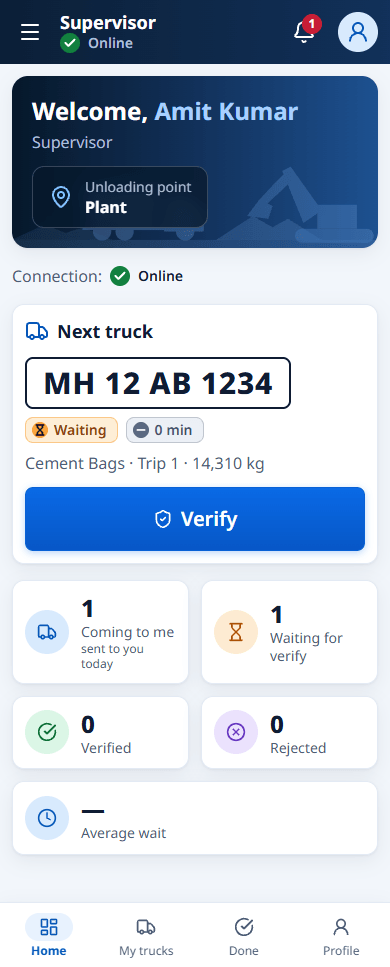 Supervisor
Online
1
Welcome, Amit Kumar
Supervisor
Unloading point
Plant
Connection: Online
Next truck
MH 12 AB 1234
Waiting
0 min
Cement Bags · Trip 1 · 14,310 kg
Verify
1
Coming to me
sent to you
today
1
Waiting for
verify
0
Verified
0
Rejected
—
Average wait
Home
My trucks
Done
Profile